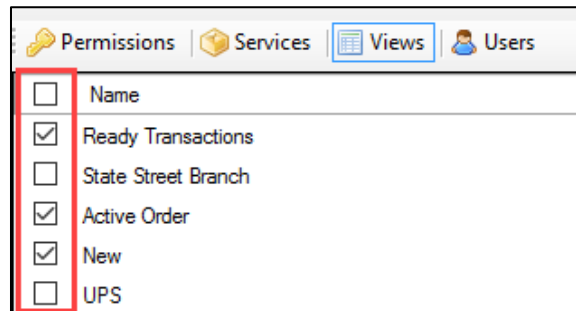 Permissions Services Views Users
Name
Ready Transactions
State Street Branch
Active Order
New
UPS